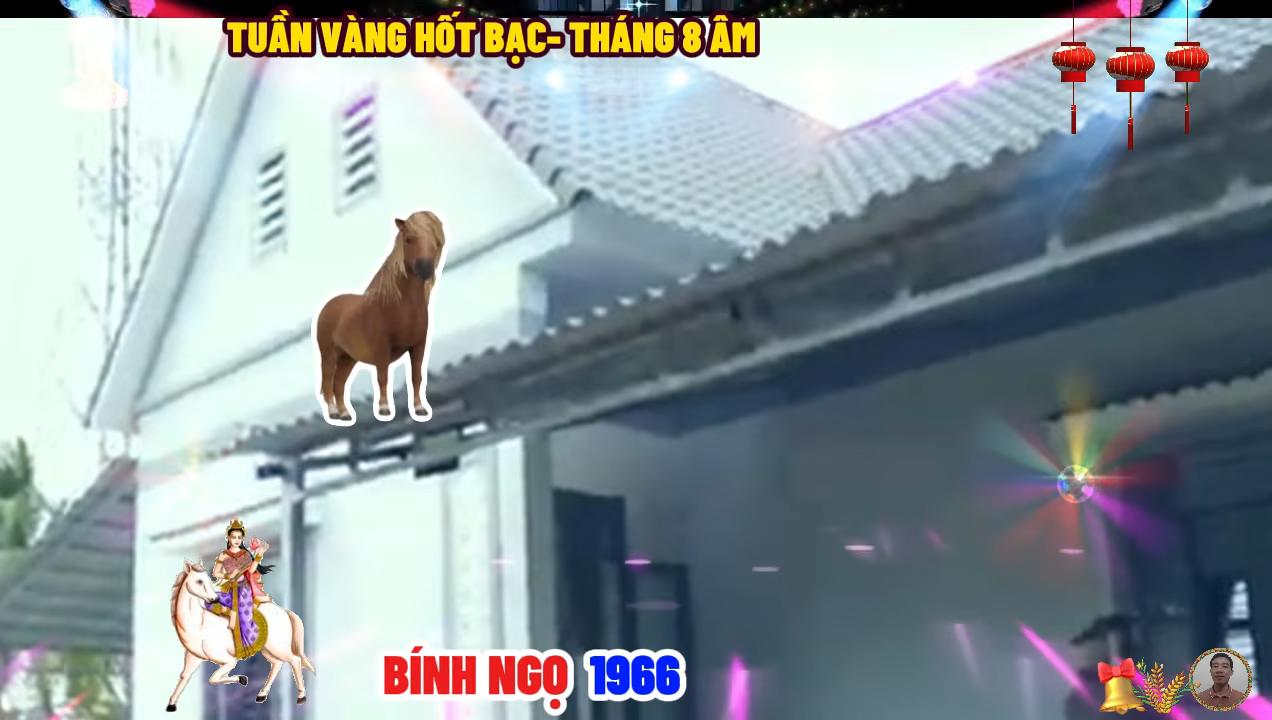 TUẦN VÀNG HỐT BẠC- THÁNG 8 ÂM
BÍNH NGỌ 1966